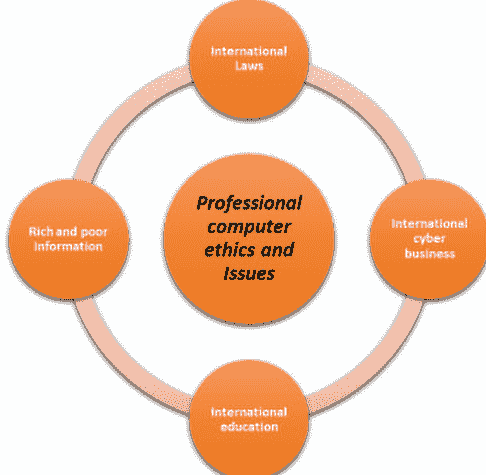 International
Laws
Professional
computer
ethics and
Issues
Rich and poor
Information
International
cyber
business
International
education